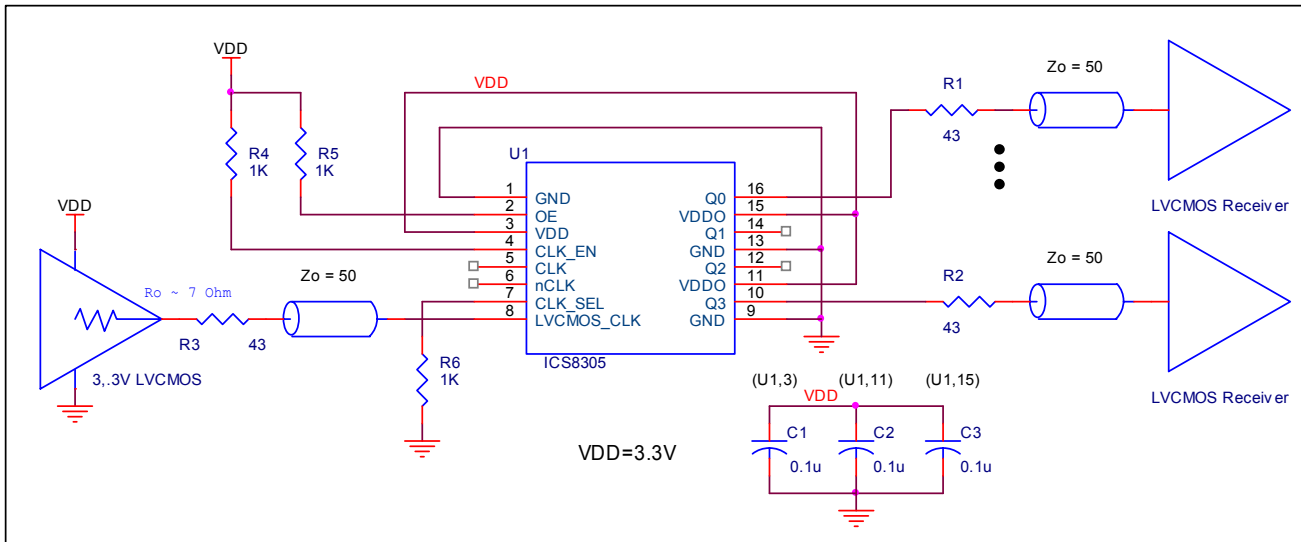 VDD
VDD
R4
1K
R5
1K
U1
1
GND
2
OE
3
VDD
4
CLK_EN
5
CLK
6
nCLK
7
CLK_SEL
8
LVCMOS_CLK
16
Q0
15
VDDO
14
Q1
13
GND
12
Q2
11
VDDO
10
Q3
9
GND
ICS8305
R1
43
Zo = 50
LVCMOS Receiver
R2
43
Zo = 50
LVCMOS Receiver
VDD
Ro ~ 7 Ohm
R3
43
Zo = 50
3,.3V LVCMOS
R6
1K
VDD=3.3V
(U1,3)
(U1,11)
(U1,15)
VDD
C1
0.1u
C2
0.1u
C3
0.1u